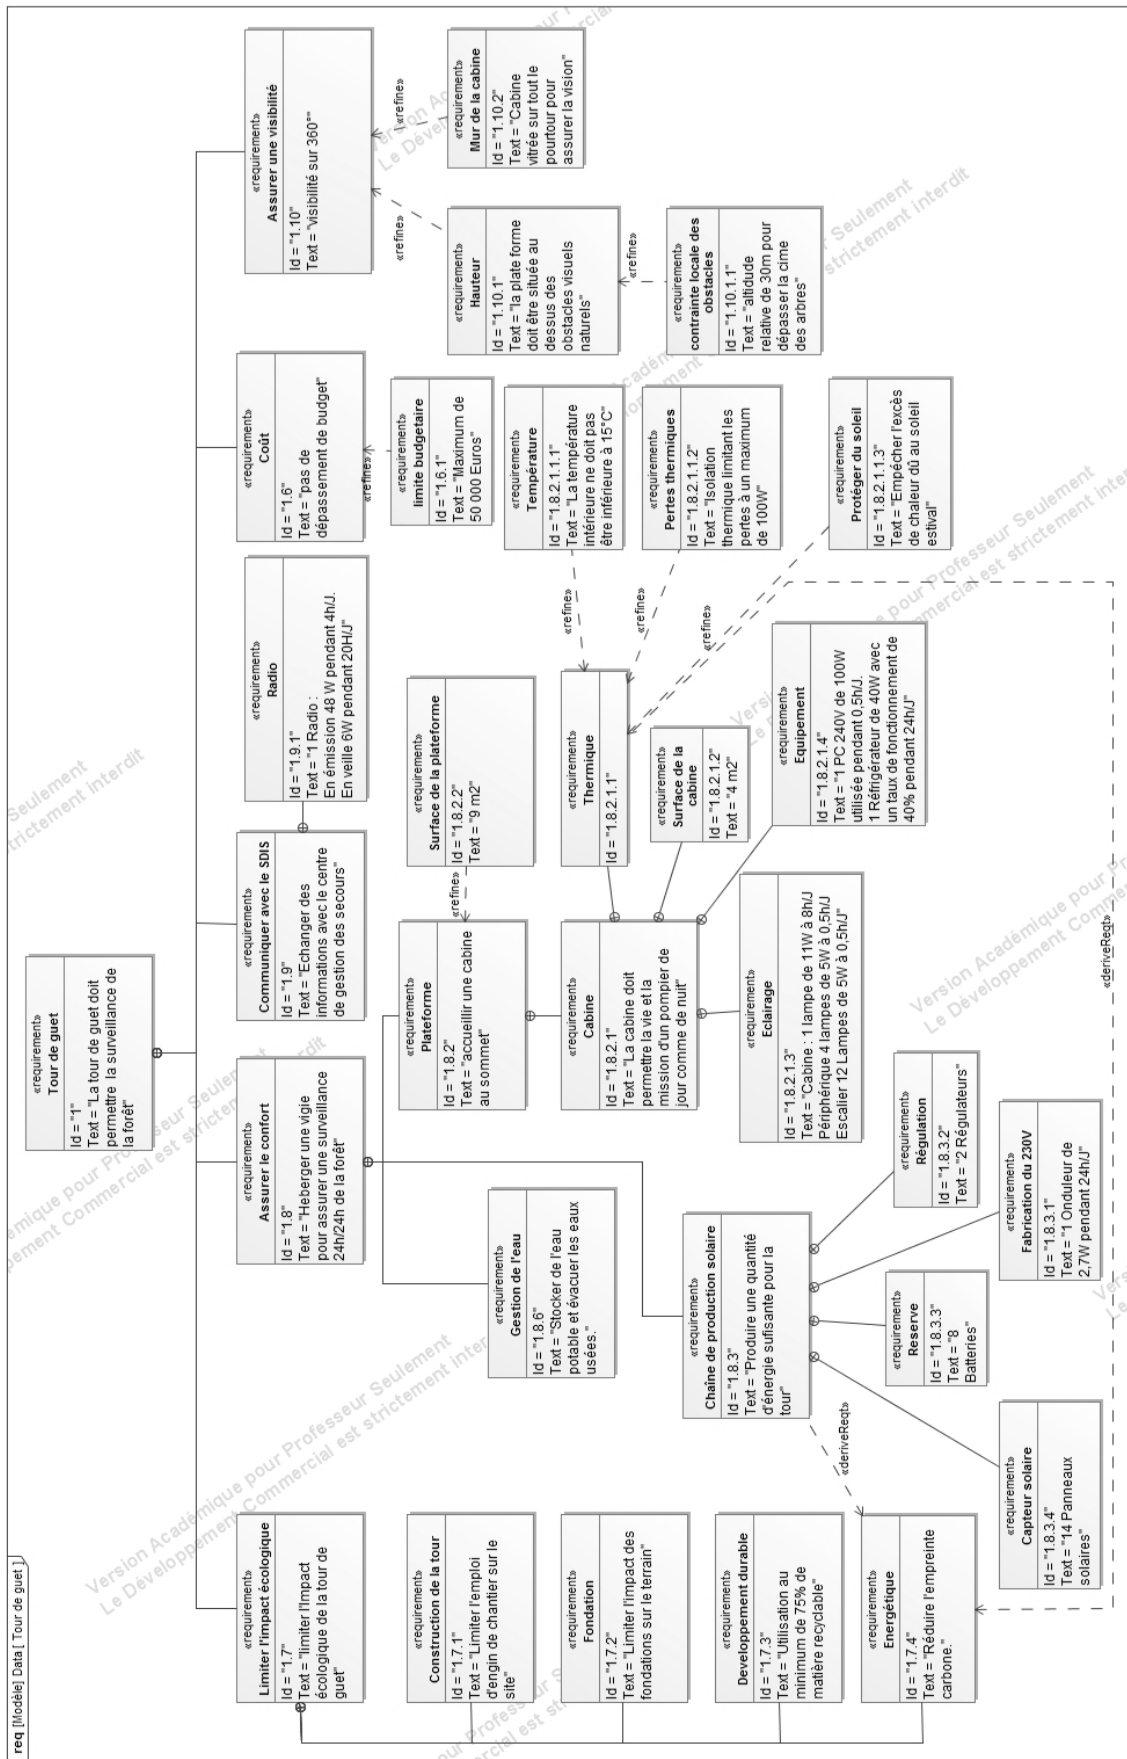 req [Modèle] Data [ Tour de guet ]
«requirement»
Tour de guet
Id = "1"
Text = "La tour de guet doit
permettre la surveillance de
la forêt"
«requirement»
Limiter l'impact écologique
Id = "1.7"
Text = "limiter l'impact
écologique de la tour de
guet"
«requirement»
Assurer le confort
Id = "1.8"
Text = "Heberger une vigie
pour assurer une surveillance
24h/24h de la forêt"
«requirement»
Communiquer avec le SDIS
Id = "1.9"
Text = "Echanger des
informations avec le centre
de gestion des secours"
«requirement»
Radio
Id = "1.9.1"
Text = "1 Radio :
En émission 48 W pendant 4h/J.
En veille 6W pendant 20H/J"
«requirement»
Coût
Id = "1.6"
Text = "pas de
dépassement de budget"
«requirement»
Assurer une visibilité
Id = "1.10"
Text = "visibilité sur 360°"
«refine»
«requirement»
limite budgetaire
Id = "1.6.1"
Text = "Maximum de
50 000 Euros"
«refine»
«refine»
«requirement»
Hauteur
Id = "1.10.1"
Text = "la plate forme
doit être située au
dessus des
obstacles visuels
naturels"
«requirement»
Mur de la cabine
Id = "1.10.2"
Text = "Cabine
vitrée sur tout le
pourtour pour
assurer la vision"
«refine»
«requirement»
contrainte locale des
obstacles
Id = "1.10.1.1"
Text = "altidude
relative de 30m pour
dépasser la cime
des arbres"
«requirement»
Construction de la tour
Id = "1.7.1"
Text = "Limiter l'emploi
d'engin de chantier sur le
site"
«requirement»
Fondation
Id = "1.7.2"
Text = "Limiter l'impact des
fondations sur le terrain"
«requirement»
Developpement durable
Id = "1.7.3"
Text = "Utilisation au
minimum de 75% de
matière recyclable"
«requirement»
Energétique
Id = "1.7.4"
Text = "Réduire l'empreinte
carbone."
«requirement»
Gestion de l'eau
Id = "1.8.6"
Text = "Stocker de l'eau
potable et évacuer les eaux
usées."
«requirement»
Plateforme
Id = "1.8.2"
Text = "accueillir une cabine
au sommet"
«refine»
«requirement»
Surface de la plateforme
Id = "1.8.2.2"
Text = "9 m2"
«requirement»
Cabine
Id = "1.8.2.1"
Text = "La cabine doit
permettre la vie et la
mission d'un pompier de
jour comme de nuit"
«requirement»
Thermique
Id = "1.8.2.1.1"
«refine»
«refine»
«refine»
«requirement»
Température
Id = "1.8.2.1.1.1"
Text = "La température
intérieure ne doit pas
être inférieure à 15°C"
«requirement»
Pertes thermiques
Id = "1.8.2.1.1.2"
Text = "Isolation
thermique limitant les
pertes à un maximum
de 100W"
«requirement»
Protéger du soleil
Id = "1.8.2.1.1.3"
Text = "Empécher l'excès
de chaleur dû au soleil
estival"
«requirement»
Surface de la
cabine
Id = "1.8.2.1.2"
Text = "4 m2"
«requirement»
Eclairage
Id = "1.8.2.1.3"
Text = "Cabine : 1 lampe de 11W à 8h/J
Périphérique 4 lampes de 5W à 0,5h/J
Escalier 12 Lampes de 5W à 0,5h/J"
«requirement»
Equipement
Id = "1.8.2.1.4"
Text = "1 PC 240V de 100W
utilisée pendant 0,5h/J.
1 Réfrigérateur de 40W avec
un taux de fonctionnement de
40% pendant 24h/J"
«requirement»
Chaine de production solaire
Id = "1.8.3"
Text = "Produire une quantité
d'énergie sufisante pour la
tour"
«deriveReqt»
«requirement»
Capteur solaire
Id = "1.8.3.4"
Text = "14 Panneaux
solaires"
«requirement»
Reserve
Id = "1.8.3.3"
Text = "8
Batteries"
«requirement»
Fabrication du 230V
Id = "1.8.3.1"
Text = "1 Onduleur de
2,7W pendant 24h/J"
«requirement»
Régulation
Id = "1.8.3.2"
Text = "2 Régulateurs"
«deriveReqt»
Version Académique pour Professeur Seulement
Le Développement Commercial est strictement interdit